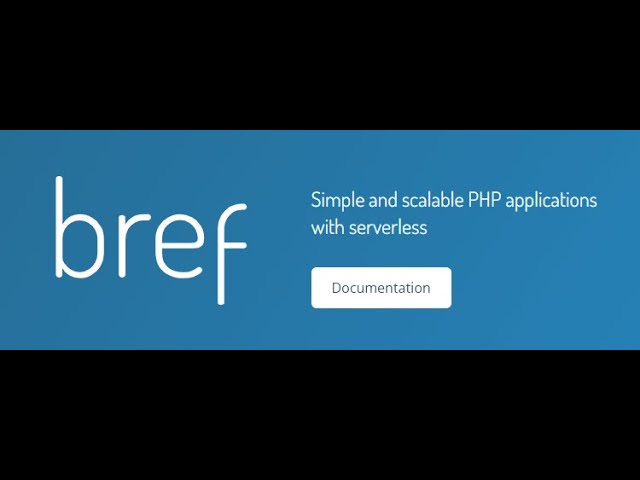 bref
Simple and scalable PHP applications
with serverless
Documentation